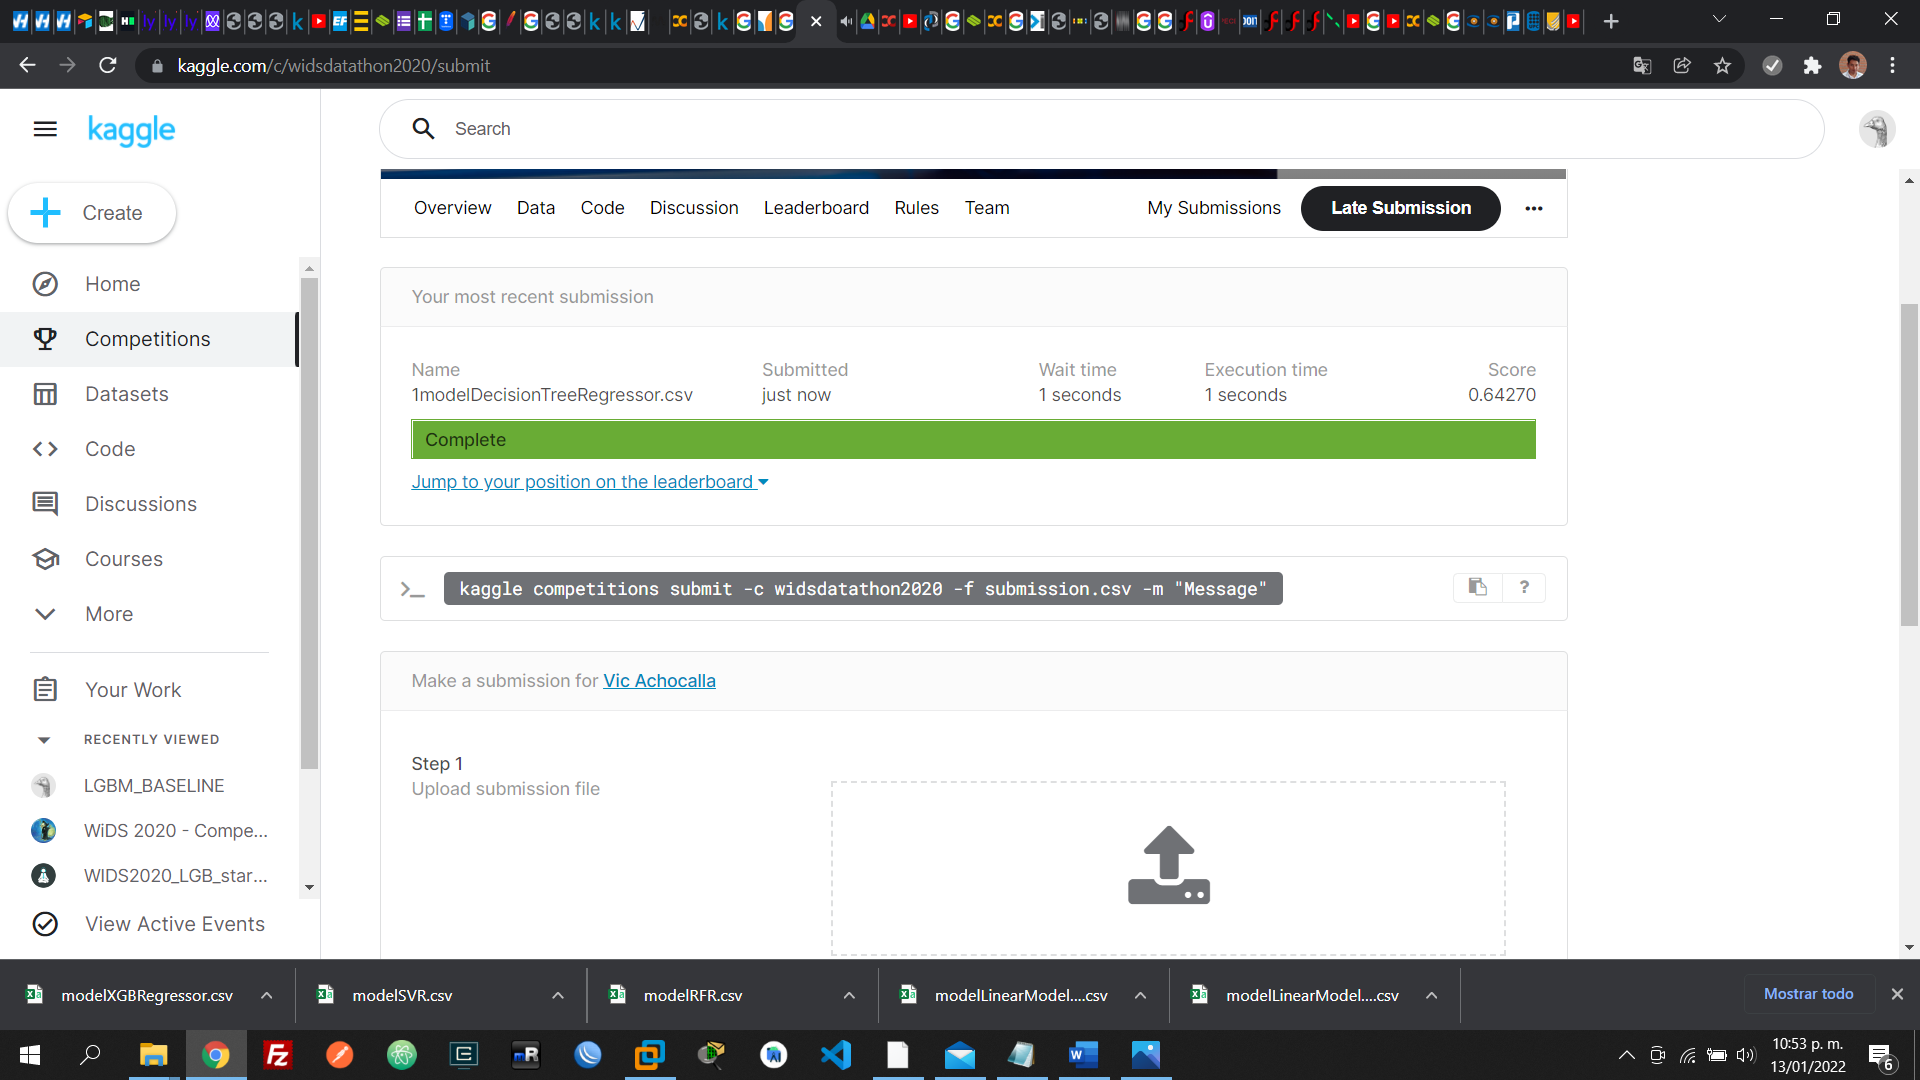 kaggle.com/c/widsdatathon2020/submit
kaggle
Search
Create
Overview Data Code Discussion Leaderboard Rules Team My Submissions Late Submission
Home
Competitions
Datasets
Code
Discussions
Courses
More
Your Work
RECENTLY VIEWED
LGBM_BASELINE
WiDS 2020 - Compe...
WIDS2020_LGB_star...
View Active Events
Your most recent submission
Name Submitted Wait time Execution time Score
1modelDecisionTreeRegressor.csv just now 1 seconds 1 seconds 0.64270
Complete
Jump to your position on the leaderboard
kaggle competitions submit -c widsdatathon2020 -f submission.csv -m "Message"
?
Make a submission for Vic Achocalla
Step 1
Upload submission file
modelXGBRegressor.csv modelSVR.csv modelRFR.csv modelLinearModel....csv modelLinearModel....csv Mostrar todo
10:53 p. m.
13/01/2022
6